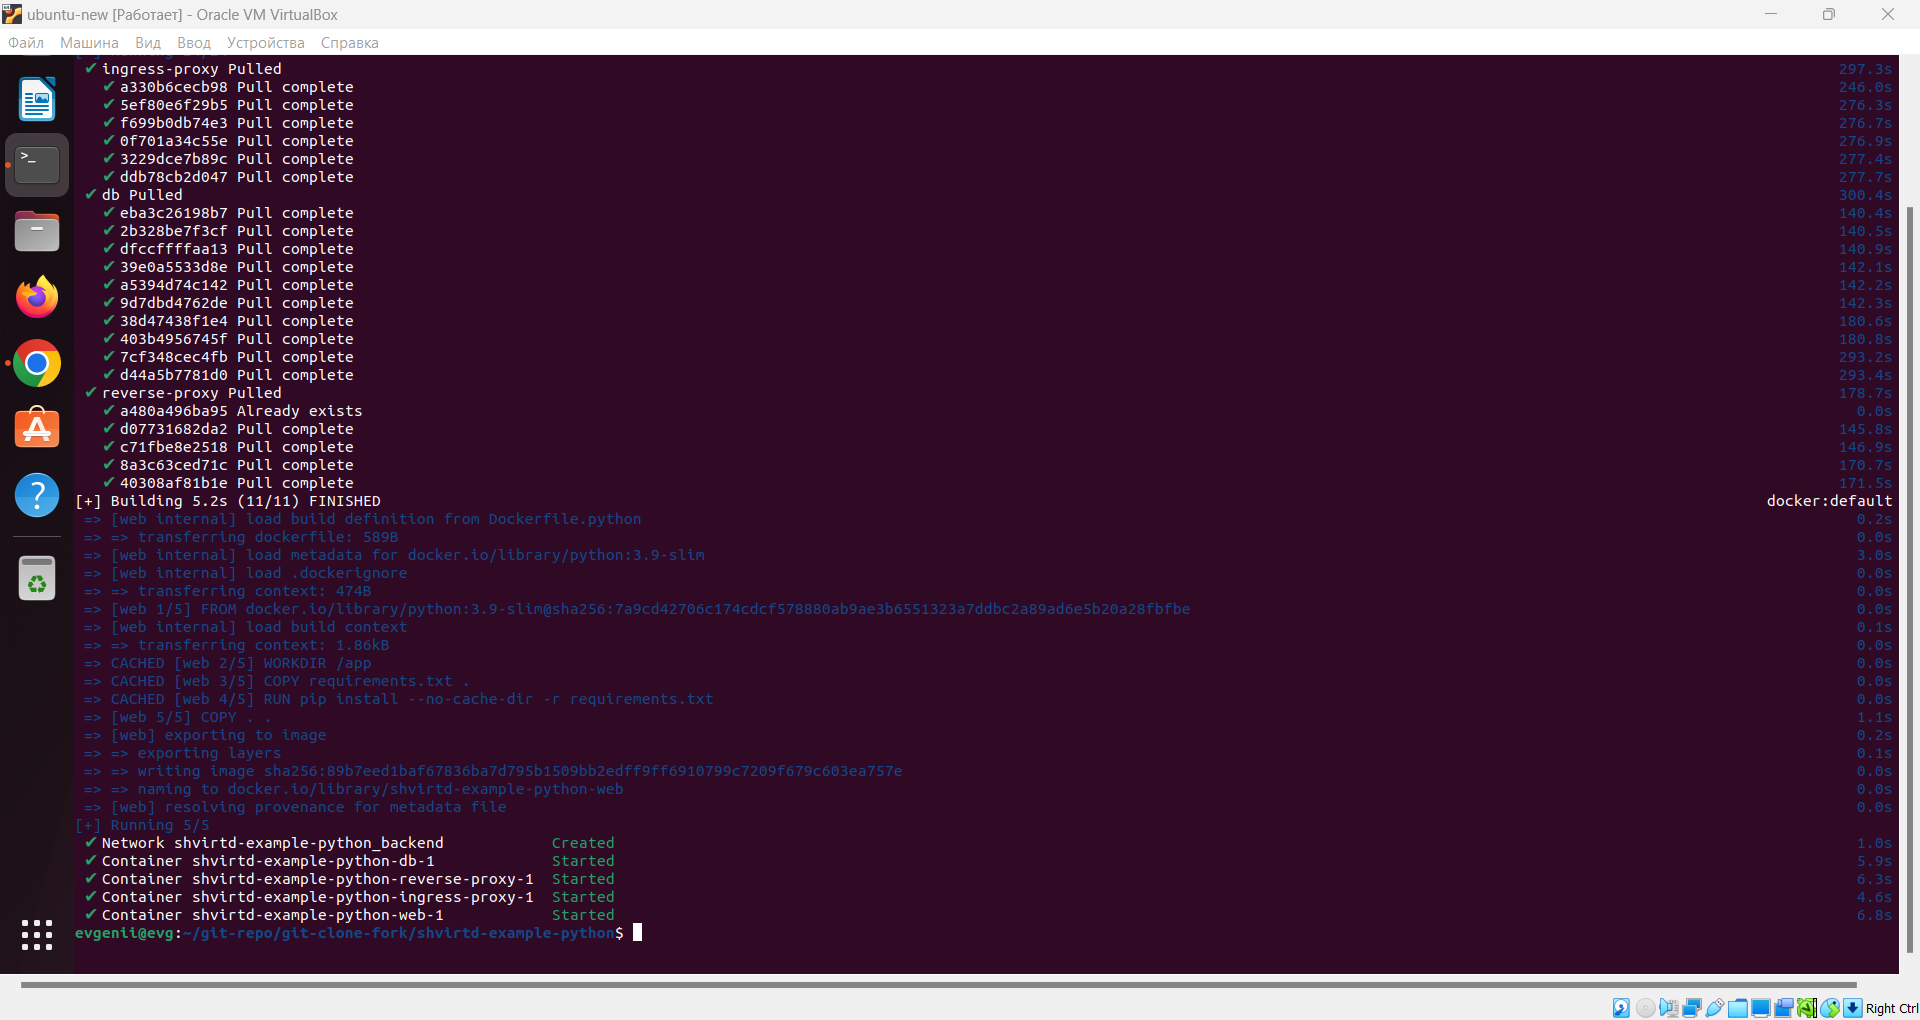 ubuntu-new [Работает] - Oracle VM VirtualBox
Файл Машина Вид Ввод Устройства Справка
✔ ingress-proxy Pulled 297.3s
✔ a330b6cecb98 Pull complete 246.0s
✔ 5ef80e6f29b5 Pull complete 276.3s
✔ f699b0db74e3 Pull complete 276.7s
✔ 0f701a34c55e Pull complete 276.9s
✔ 3229dce7b89c Pull complete 277.4s
✔ ddb78cb2d047 Pull complete 277.7s
✔ db Pulled 300.4s
✔ eba3c26198b7 Pull complete 140.4s
✔ 2b328be7f3cf Pull complete 140.5s
✔ dfccffffaa13 Pull complete 140.9s
✔ 39e0a5533d8e Pull complete 142.1s
✔ a5394d74c142 Pull complete 142.2s
✔ 9d7dbd4762de Pull complete 142.3s
✔ 38d47438f1e4 Pull complete 180.6s
✔ 403b4956745f Pull complete 180.8s
✔ 7cf348cec4fb Pull complete 293.2s
✔ d44a5b7781d0 Pull complete 293.4s
✔ reverse-proxy Pulled 178.7s
✔ a480a496ba95 Already exists 0.0s
✔ d07731682da2 Pull complete 145.8s
✔ c71fbe8e2518 Pull complete 146.9s
✔ 8a3c63ced71c Pull complete 170.7s
✔ 40308af81b1e Pull complete 171.5s
[+] Building 5.2s (11/11) FINISHED docker:default
=> [web internal] load build definition from Dockerfile.python 0.2s
=> => transferring dockerfile: 589B 0.0s
=> [web internal] load metadata for docker.io/library/python:3.9-slim 3.0s
=> [web internal] load .dockerignore 0.0s
=> => transferring context: 474B 0.0s
=> [web 1/5] FROM docker.io/library/python:3.9-slim@sha256:7a9cd42706c174cdcf578880ab9ae3b6551323a7ddbc2a89ad6e5b20a28fbfbe 0.0s
=> [web internal] load build context 0.1s
=> => transferring context: 1.86kB 0.0s
=> CACHED [web 2/5] WORKDIR /app 0.0s
=> CACHED [web 3/5] COPY requirements.txt . 0.0s
=> CACHED [web 4/5] RUN pip install --no-cache-dir -r requirements.txt 0.0s
=> [web 5/5] COPY . . 1.1s
=> [web] exporting to image 0.2s
=> => exporting layers 0.1s
=> => writing image sha256:89b7eed1baf67836ba7d795b1509bb2edff9ff6910799c7209f679c603ea757e 0.0s
=> => naming to docker.io/library/shvirtd-example-python-web 0.0s
=> [web] resolving provenance for metadata file 0.0s
[+] Running 5/5
✔ Network shvirtd-example-python_backend Created 1.0s
✔ Container shvirtd-example-python-db-1 Started 5.9s
✔ Container shvirtd-example-python-reverse-proxy-1 Started 6.3s
✔ Container shvirtd-example-python-ingress-proxy-1 Started 4.6s
✔ Container shvirtd-example-python-web-1 Started 6.8s
evgenii@evg:~/git-repo/git-clone-fork/shvirtd-example-python$
Right Ctrl